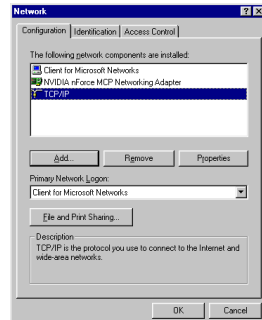 Network
Configuration Identification Access Control
The following network components are installed:
Client for Microsoft Networks
NVIDIA nForce MCP Networking Adapter
TCP/IP
Add... Remove Properties
Primary Network Logon:
Client for Microsoft Networks
File and Print Sharing...
Description
TCP/IP is the protocol you use to connect to the Internet and
wide-area networks.
OK Cancel